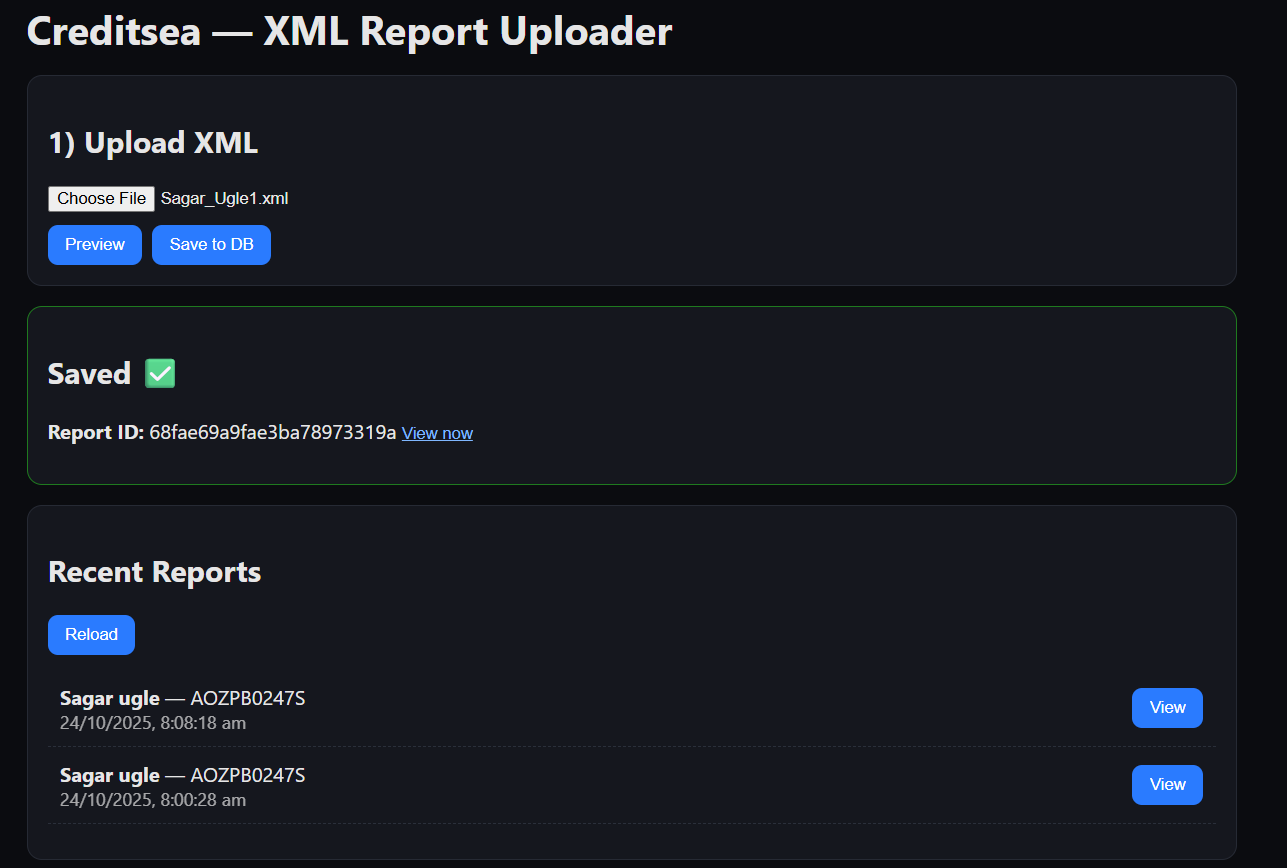 Creditsea — XML Report Uploader
1) Upload XML
Choose File Sagar_Ugle1.xml
Preview Save to DB
Saved ✅
Report ID: 68fae69a9fae3ba78973319a View now
Recent Reports
Reload
Sagar ugle — AOZPB0247S
24/10/2025, 8:08:18 am
View
Sagar ugle — AOZPB0247S
24/10/2025, 8:00:28 am
View